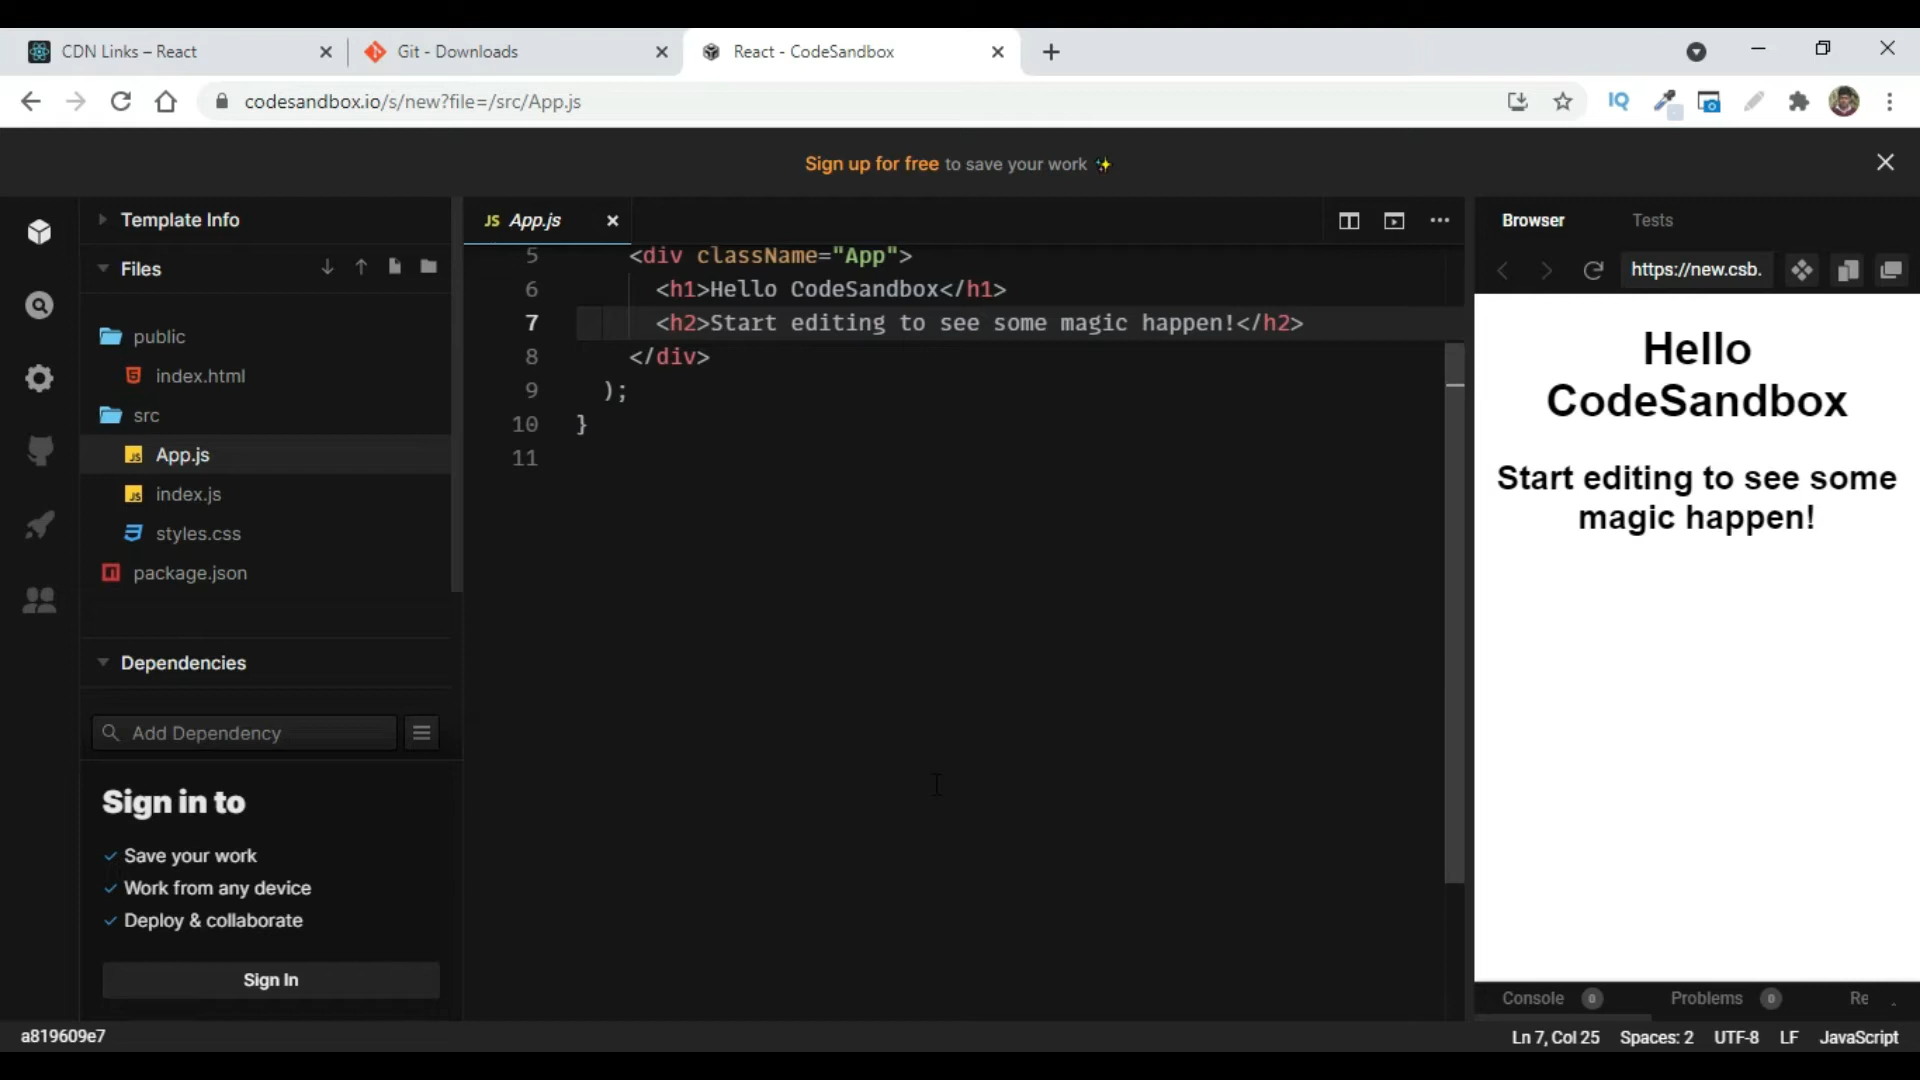 CDN Links – React
Git - Downloads
React - CodeSandbox
codesandbox.io/s/new?file=/src/App.js
IQ
Sign up for free to save your work ✨
Template Info
Files
public
index.html
src
JS App.js
JS index.js
styles.css
package.json
Dependencies
Add Dependency
Sign in to
Save your work
Work from any device
Deploy & collaborate
Sign In
JS App.js
5 <div className="App">
6 <h1>Hello CodeSandbox</h1>
7 <h2>Start editing to see some magic happen!</h2>
8 </div>
9 );
10 }
11
Browser
Tests
https://new.csb.
Hello
CodeSandbox
Start editing to see some
magic happen!
Console 0
Problems 0
Re
a819609e7
Ln 7, Col 25
Spaces: 2
UTF-8
LF
JavaScript